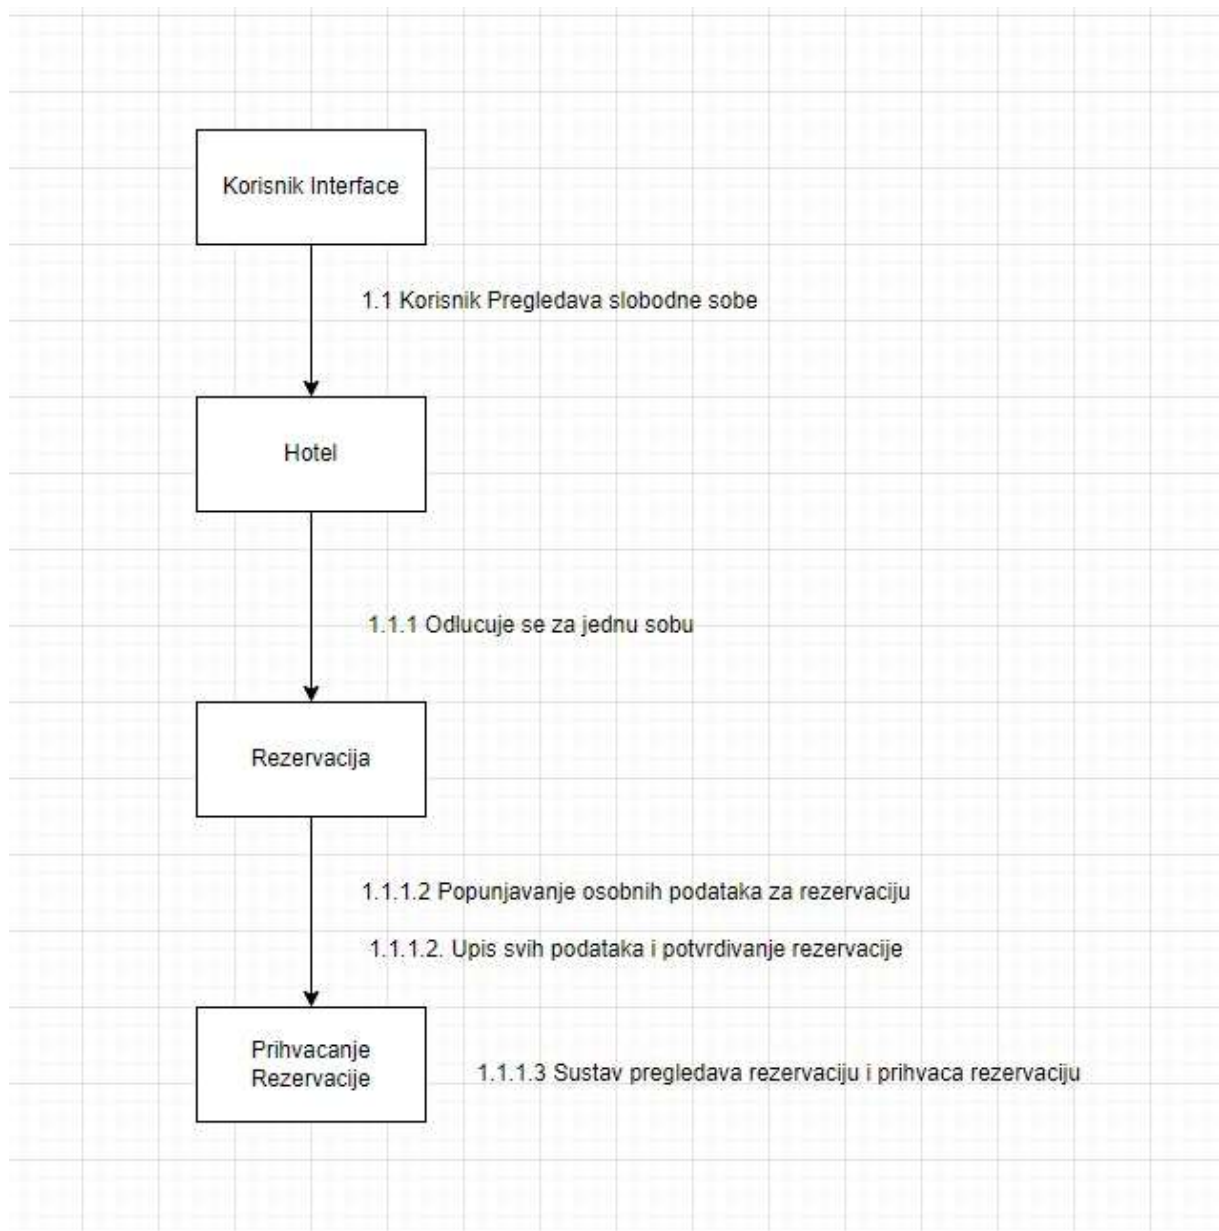 Korisnik Interface
1.1 Korisnik Pregledava slobodne sobe
Hotel
1.1.1 Odlucuje se za jednu sobu
Rezervacija
1.1.1.2 Popunjavanje osobnih podataka za rezervaciju
1.1.1.2. Upis svih podataka i potvrdivanje rezervacije
Prihvacanje
Rezervacije
1.1.1.3 Sustav pregledava rezervaciju i prihvaca rezervaciju